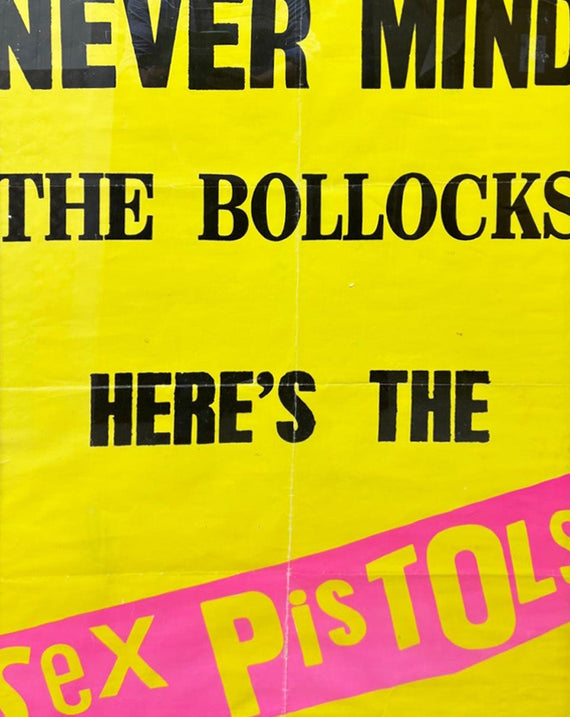 NEVER MIND
THE BOLLOCKS
HERE'S THE
Sex PiSTOLS